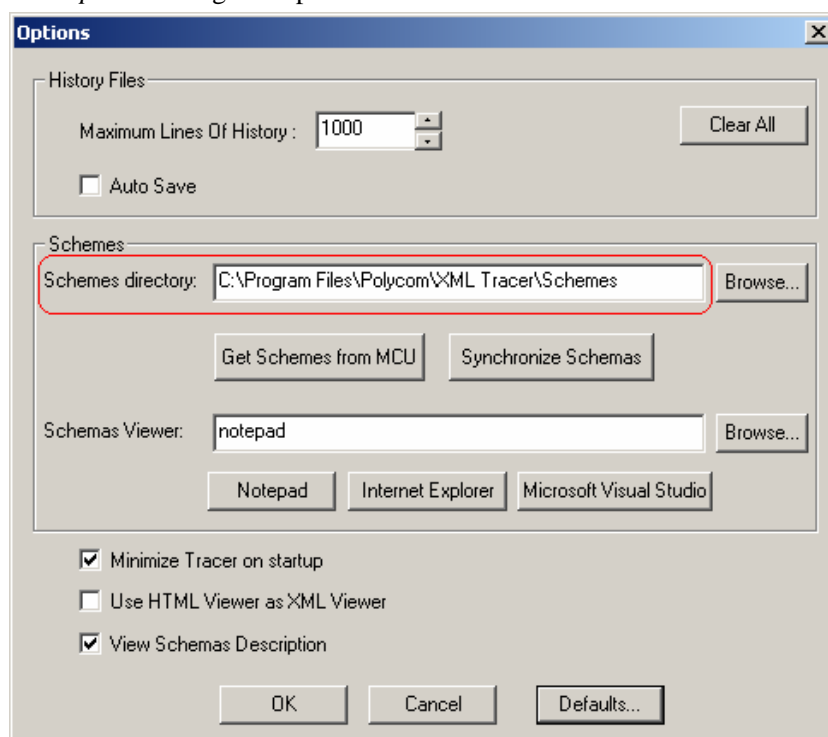 Options
History Files
Maximum Lines Of History : 1000 Clear All
Auto Save
Schemes
Schemes directory: C:\Program Files\Polycom\XML Tracer\Schemes Browse...
Get Schemes from MCU Synchronize Schemas
Schemas Viewer: notepad Browse...
Notepad Internet Explorer Microsoft Visual Studio
Minimize Tracer on startup
Use HTML Viewer as XML Viewer
View Schemas Description
OK Cancel Defaults...